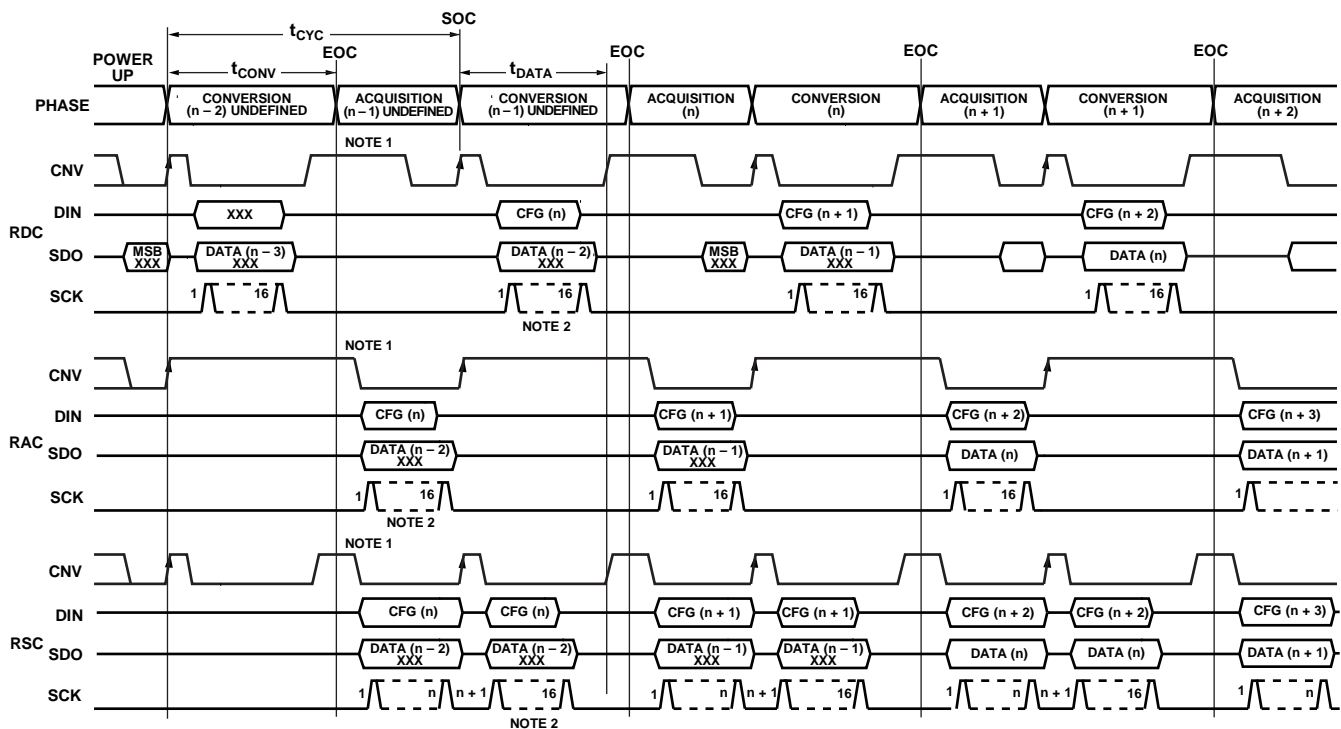 SOC
tCYC
POWER
UP
EOC
EOC
EOC
EOC
tCONV
tDATA
PHASE
CONVERSION
(n – 2) UNDEFINED
ACQUISITION
(n – 1) UNDEFINED
CONVERSION
(n – 1) UNDEFINED
ACQUISITION
(n)
CONVERSION
(n)
ACQUISITION
(n + 1)
CONVERSION
(n + 1)
ACQUISITION
(n + 2)
NOTE 1
CNV
RDC
DIN
XXX
CFG (n)
CFG (n + 1)
CFG (n + 2)
SDO
MSB
XXX
DATA (n – 3)
XXX
DATA (n – 2)
XXX
MSB
XXX
DATA (n – 1)
XXX
DATA (n)
SCK
1 16
1 16
1 16
1 16
NOTE 2
NOTE 1
CNV
RAC
DIN
CFG (n)
CFG (n + 1)
CFG (n + 2)
CFG (n + 3)
SDO
DATA (n – 2)
XXX
DATA (n – 1)
XXX
DATA (n)
DATA (n + 1)
SCK
1 16
1 16
1 16
1
NOTE 2
NOTE 1
CNV
RSC
DIN
CFG (n)
CFG (n)
CFG (n + 1)
CFG (n + 1)
CFG (n + 2)
CFG (n + 2)
CFG (n + 3)
SDO
DATA (n – 2)
XXX
DATA (n – 2)
XXX
DATA (n – 1)
XXX
DATA (n – 1)
XXX
DATA (n)
DATA (n)
DATA (n + 1)
SCK
1 n n + 1 16
1 n n + 1 16
1 n n + 1 16
1 n
NOTE 2